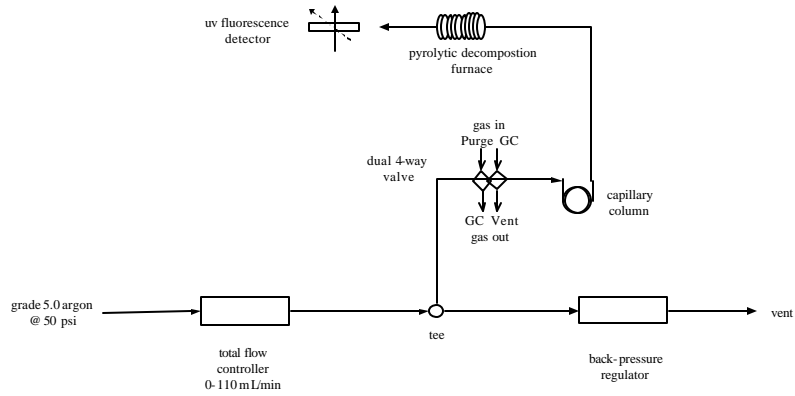 uv fluorescence
detector
pyrolytic decompostion
furnace
gas in
Purge GC
dual 4-way
valve
GC Vent
gas out
capillary
column
grade 5.0 argon
@ 50 psi
total flow
controller
0-110 mL/min
tee
back-pressure
regulator
vent